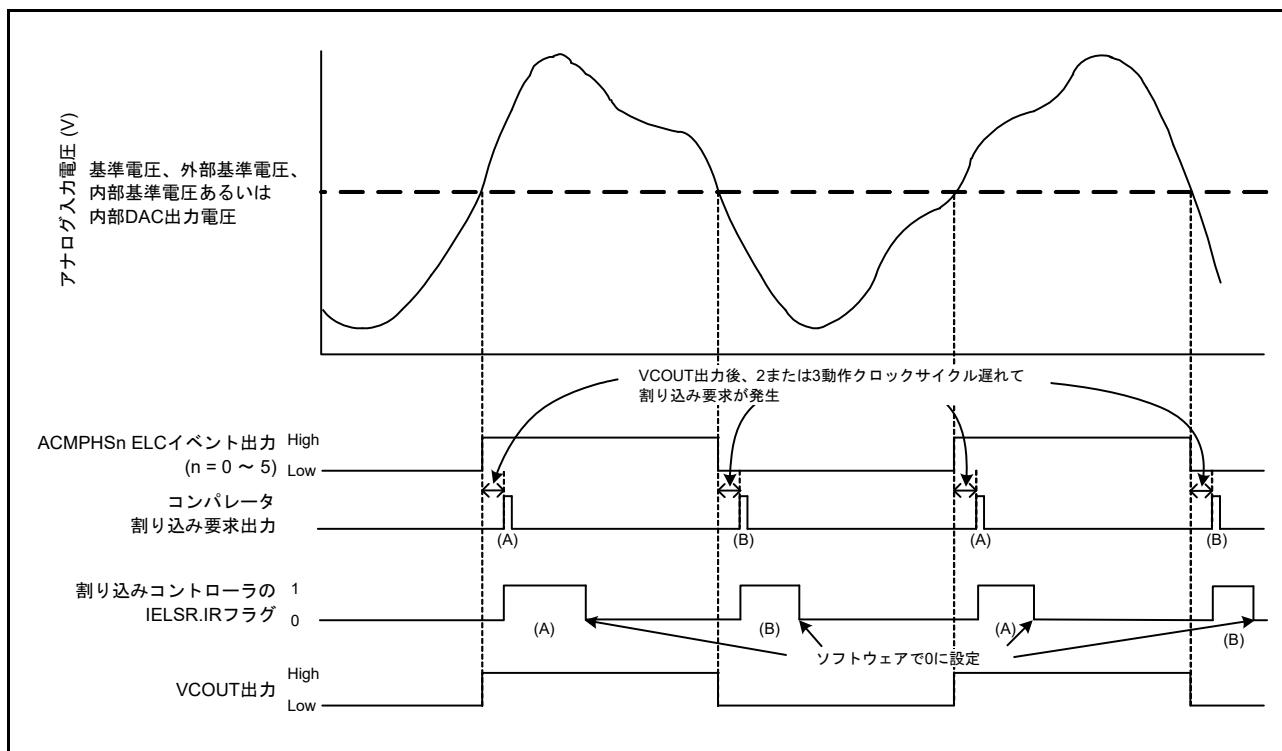 アナログ入力電圧 (V)
基準電圧、外部基準電圧、
内部基準電圧あるいは
内部DAC出力電圧
VCOUT出力後、2または3動作クロックサイクル遅れて
割り込み要求が発生
ACMPHSn ELCイベント出力
(n = 0 ～ 5)
High
Low
コンパレータ
割り込み要求出力
(A)
(B)
(A)
(B)
割り込みコントローラの
IELSR.IRフラグ
1
0
(A)
(B)
(A)
(B)
ソフトウェアで0に設定
VCOUT出力
High
Low